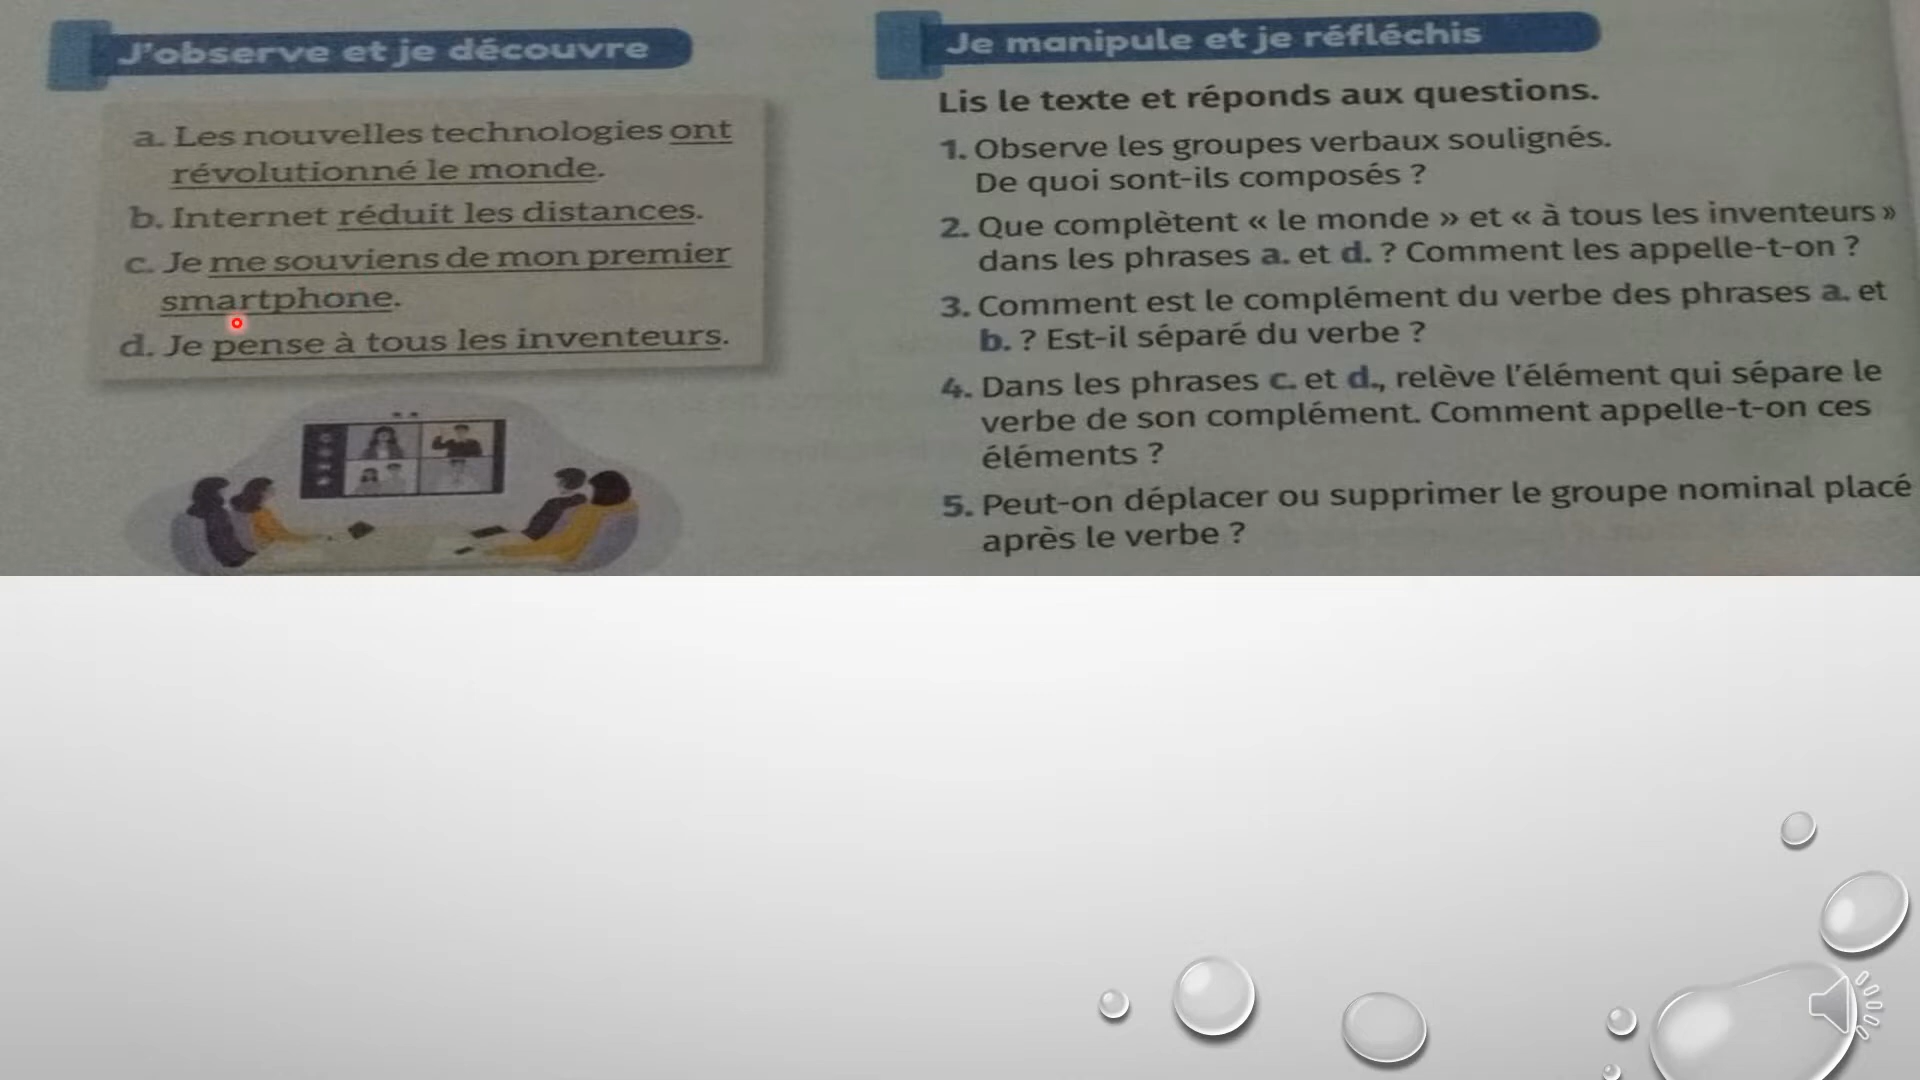 J'observe et je découvre
a. Les nouvelles technologies ont
révolutionné le monde.
b. Internet réduit les distances.
c. Je me souviens de mon premier
smartphone.
d. Je pense à tous les inventeurs.
Je manipule et je réfléchis
Lis le texte et réponds aux questions.
1. Observe les groupes verbaux soulignés.
De quoi sont-ils composés ?
2. Que complètent « le monde » et « à tous les inventeurs »
dans les phrases a. et d. ? Comment les appelle-t-on ?
3. Comment est le complément du verbe des phrases a. et
b. ? Est-il séparé du verbe ?
4. Dans les phrases c. et d., relève l'élément qui sépare le
verbe de son complément. Comment appelle-t-on ces
éléments ?
5. Peut-on déplacer ou supprimer le groupe nominal placé
après le verbe ?